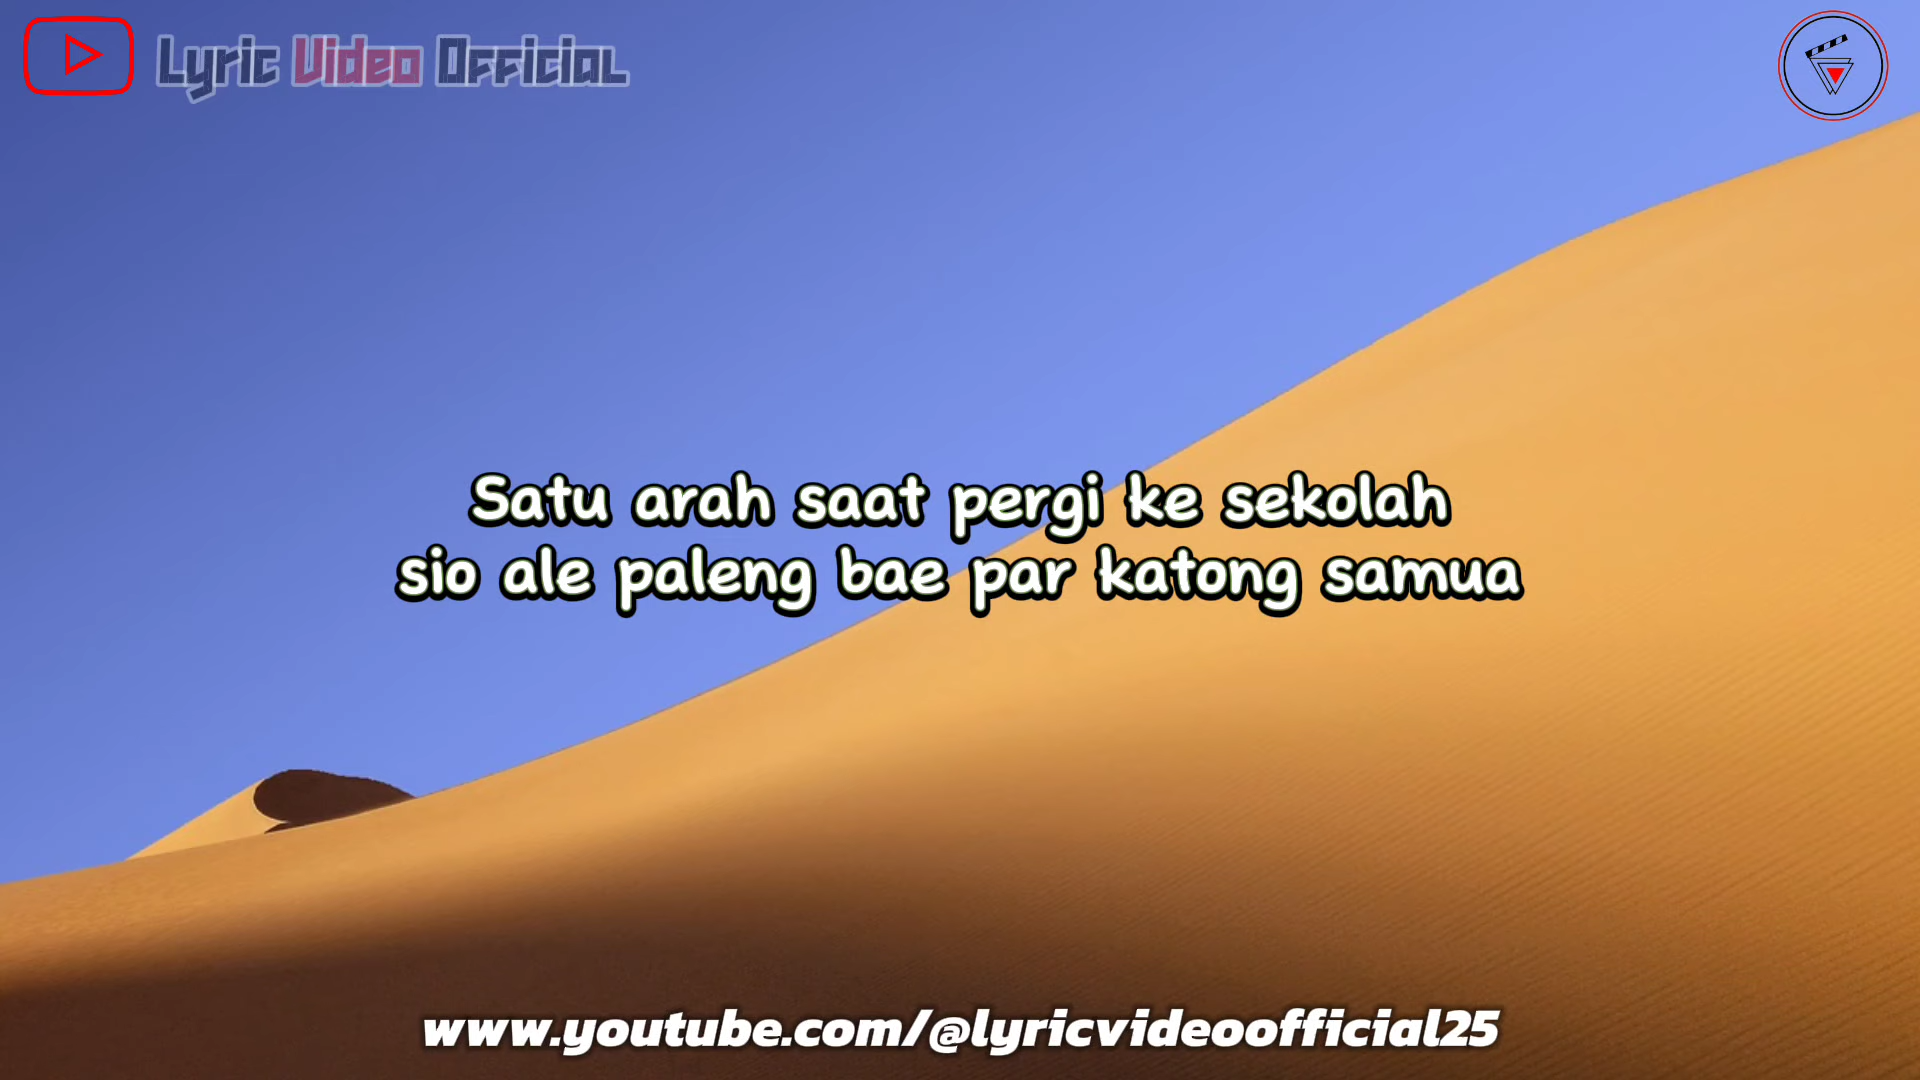 Lyric Video Official
Satu arah saat pergi ke sekolah
sio ale paleng bae par katong samua
www.youtube.com/@lyricvideoofficial25